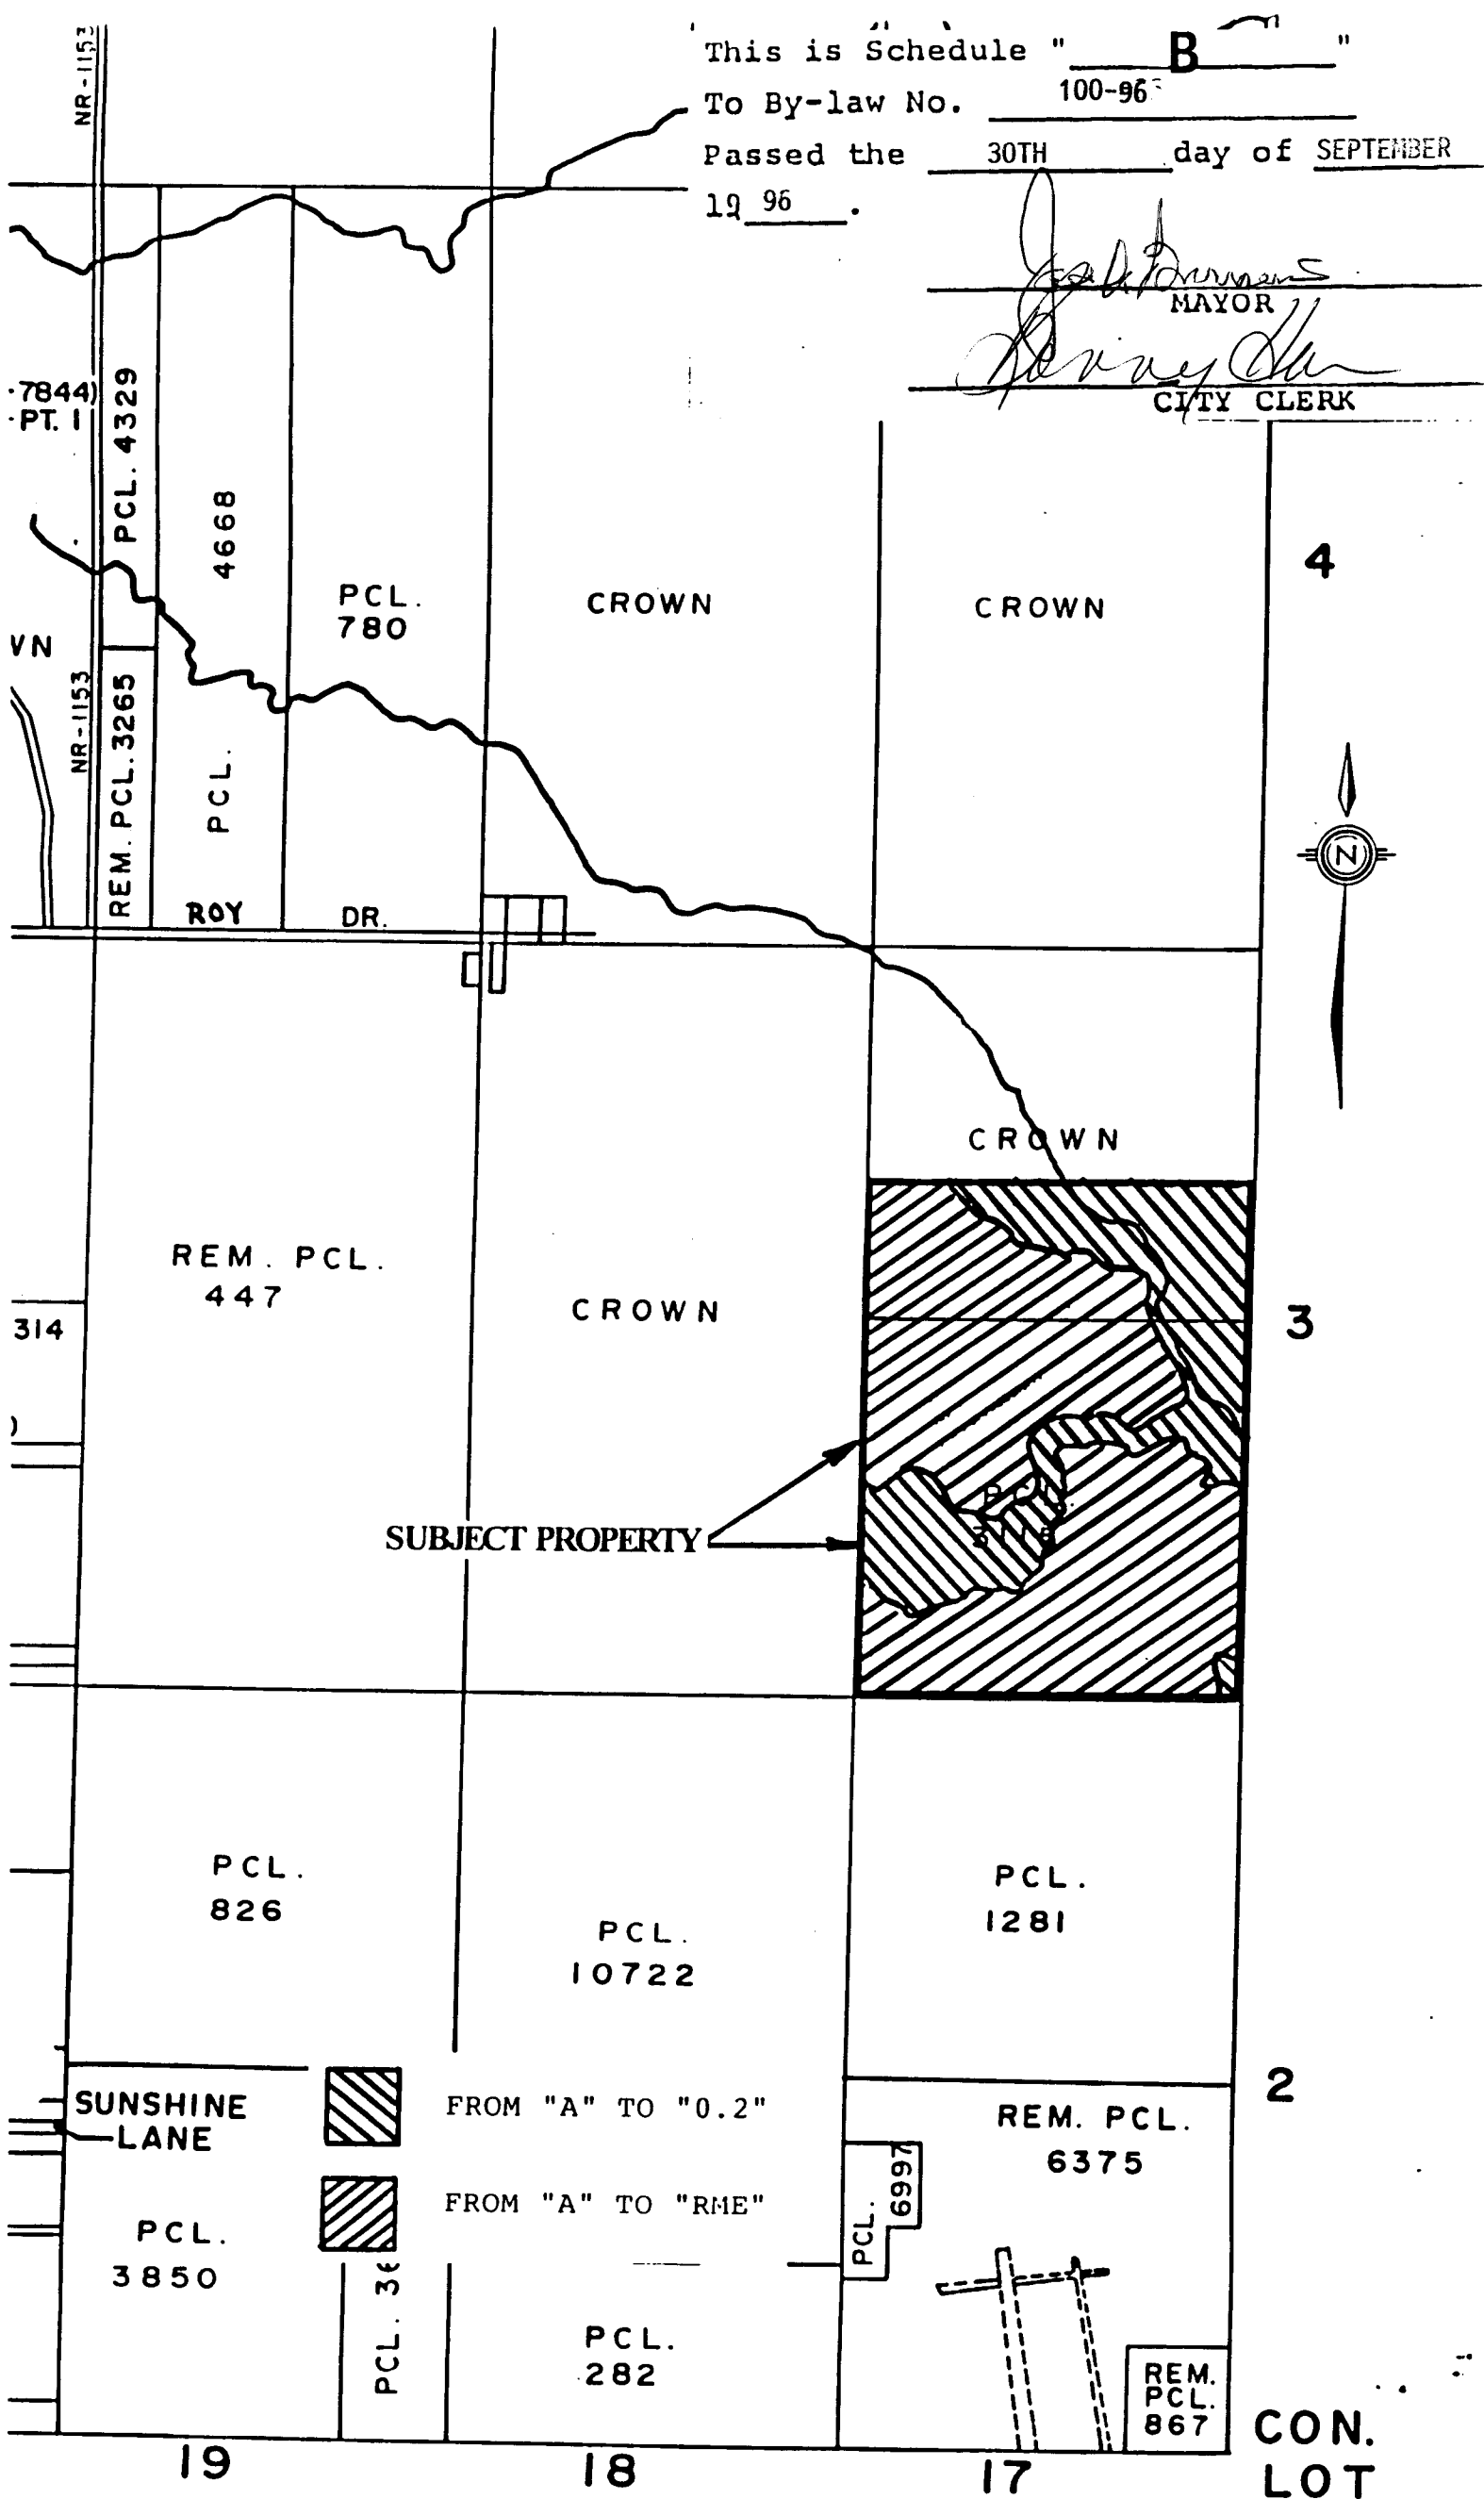 This is Schedule " B "
To By-law No. 100-96
Passed the 30TH day of SEPTEMBER
19 96 .
MAYOR
CITY CLERK
NR-1153
7844)
PT. 1
PCL. 4329
4668
PCL.
780
CROWN
CROWN
4
VN
NR-1153
REM. PCL. 3265
PCL.
N
ROY DR.
CROWN
REM. PCL.
447
CROWN
314
3
)
SUBJECT PROPERTY
PCL.
826
PCL.
10722
PCL.
1281
SUNSHINE
LANE
FROM "A" TO "0.2"
2
REM. PCL.
6375
FROM "A" TO "RME"
PCL. 6997
PCL.
3850
PCL. 36
PCL.
282
REM.
PCL.
867
CON.
LOT
19
18
17